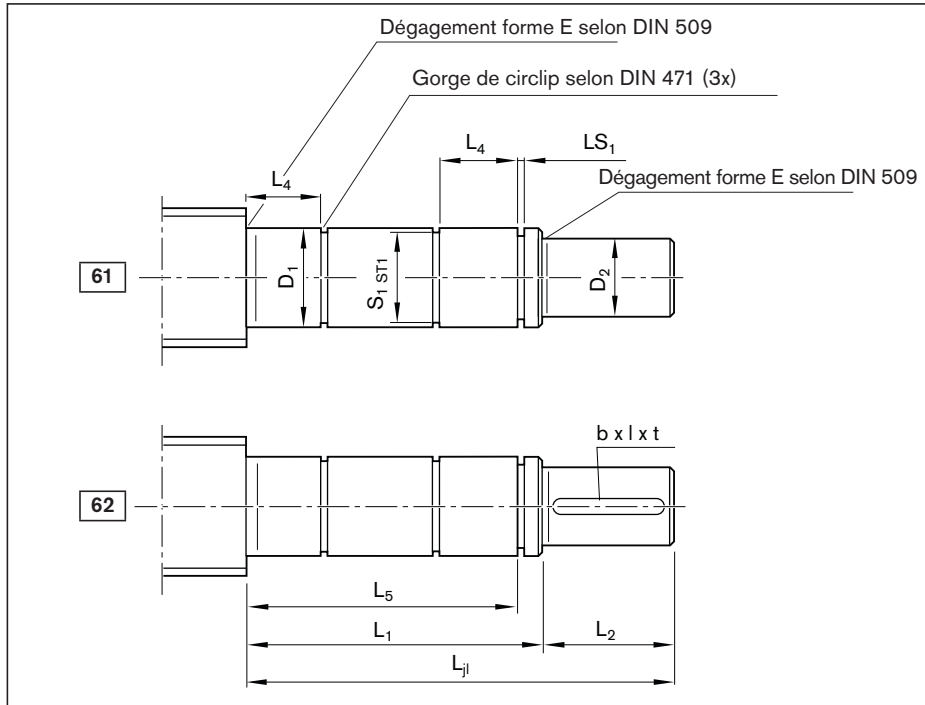 Dégagement forme E selon DIN 509
Gorge de circlip selon DIN 471 (3x)
L₄
LS₁
L₄
Dégagement forme E selon DIN 509
61
D₁
S₁ ST1
D₂
b x l x t
62
L₅
L₁
L₂
Lⱼₗ